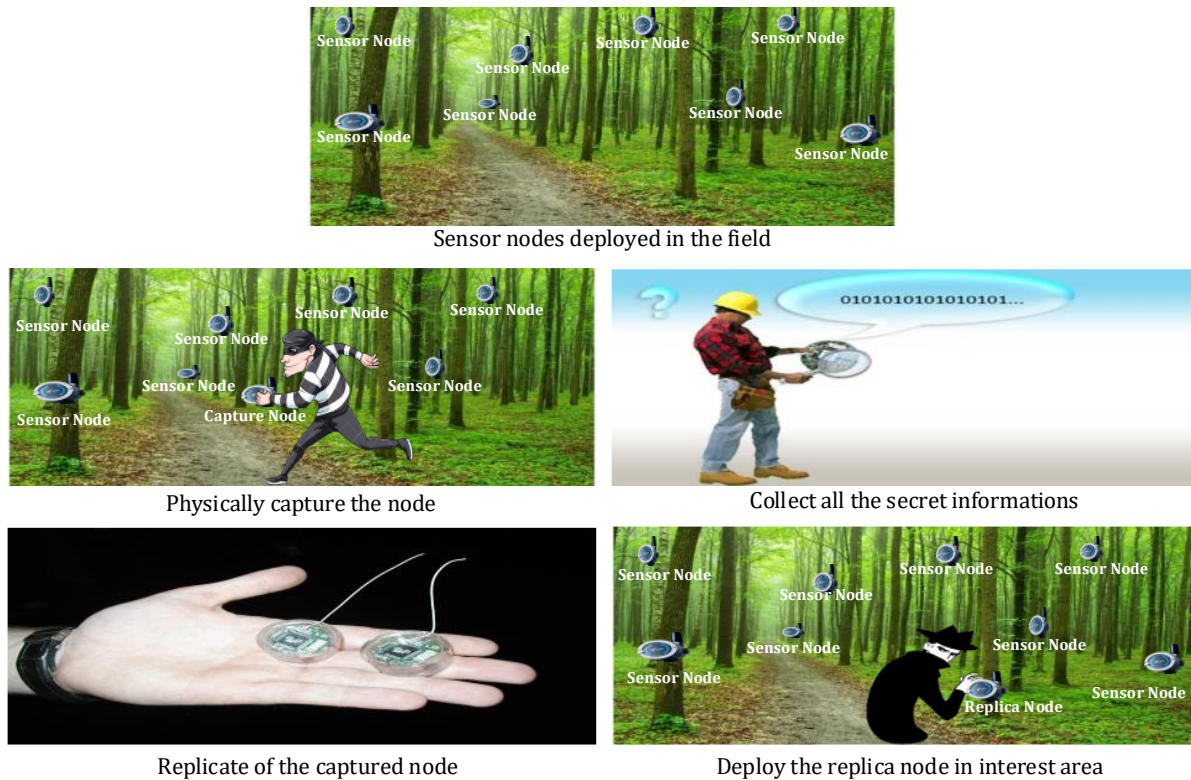 Sensor Node
Sensor Node
Sensor Node
Sensor Node
Sensor Node
Sensor Node
Sensor Node
Sensor Node
Sensor nodes deployed in the field
Sensor Node
Sensor Node
Sensor Node
Sensor Node
Sensor Node
Sensor Node
Sensor Node
Capture Node
Physically capture the node
?
0101010101010101...
Collect all the secret informations
Replicate of the captured node
Sensor Node
Sensor Node
Sensor Node
Sensor Node
Sensor Node
Sensor Node
Sensor Node
Sensor Node
Replica Node
Deploy the replica node in interest area